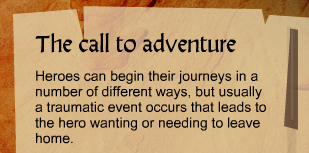 The call to adventure
Heroes can begin their journeys in a
number of different ways, but usually
a traumatic event occurs that leads to
the hero wanting or needing to leave
home.